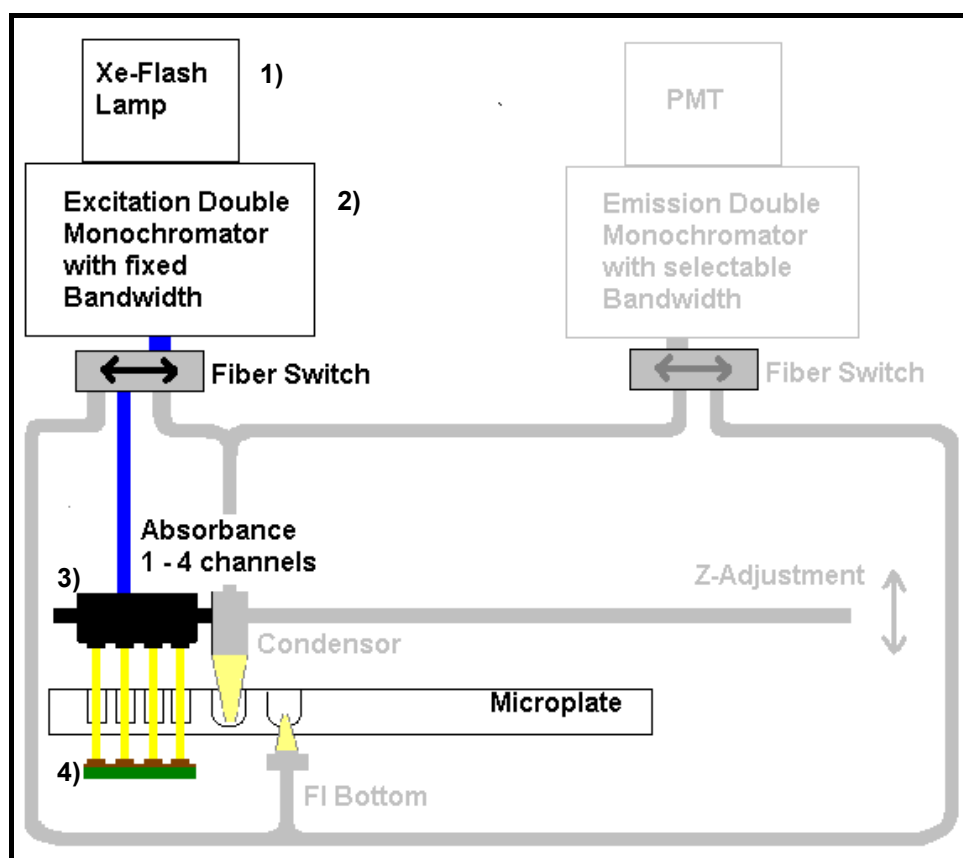 Xe-Flash
Lamp
1)
PMT
Excitation Double
Monochromator
with fixed
Bandwidth
2)
Emission Double
Monochromator
with selectable
Bandwidth
Fiber Switch
Fiber Switch
Absorbance
1 - 4 channels
3)
Z-Adjustment
Condensor
Microplate
4)
FI Bottom